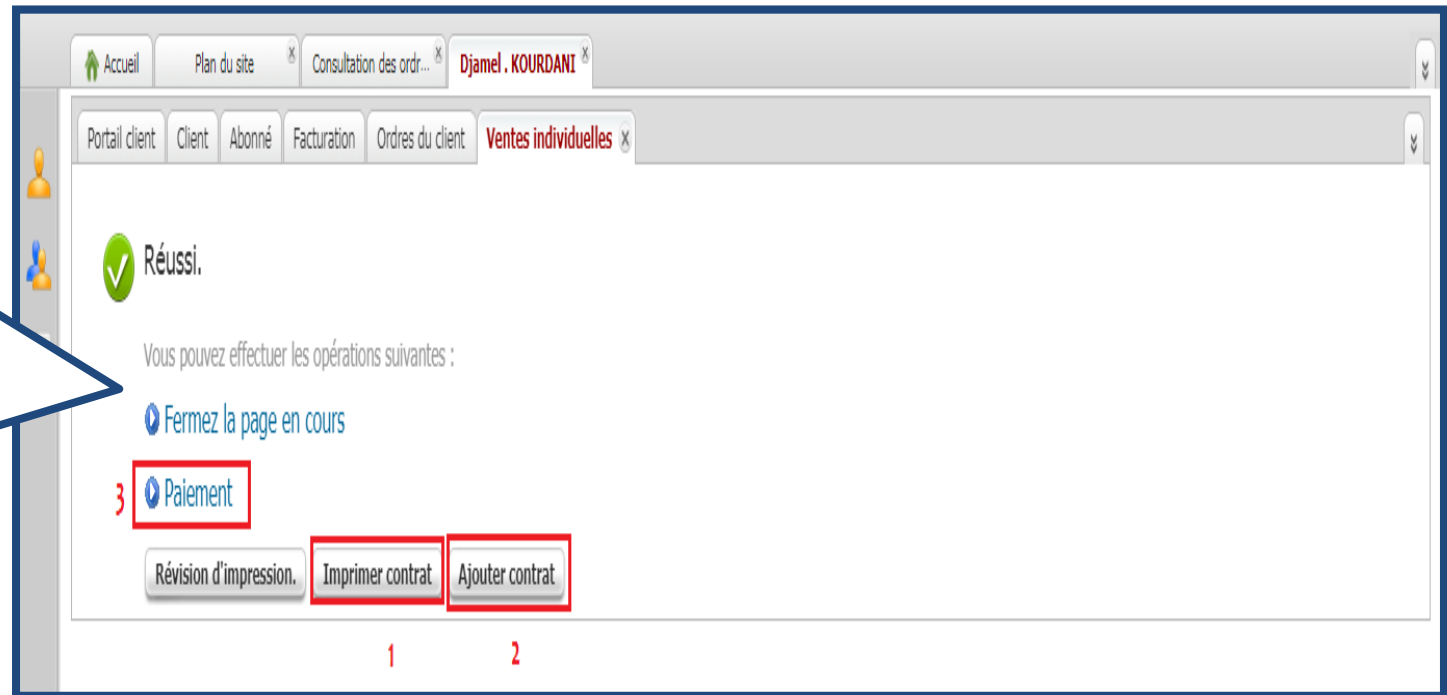 Accueil Plan du site Consultation des ordr... Djamel . KOURDANI
Portail client Client Abonné Facturation Ordres du client Ventes individuelles
Réussi.
Vous pouvez effectuer les opérations suivantes :
Fermez la page en cours
3 Paiement
Révision d'impression. Imprimer contrat Ajouter contrat
1 2